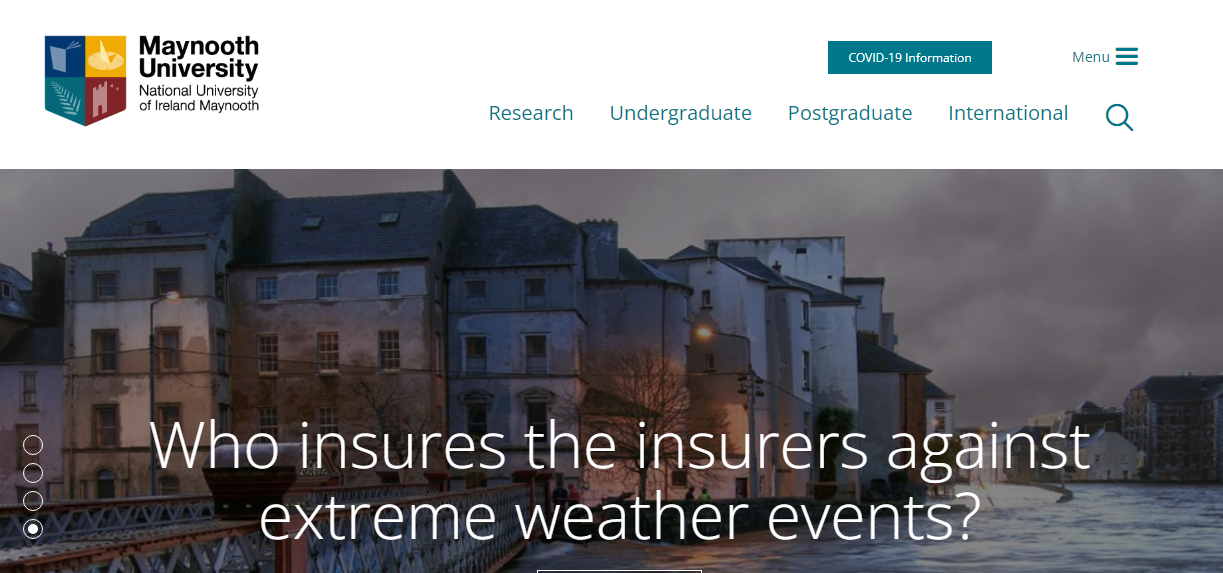 Maynooth
University
National University
of Ireland Maynooth
COVID-19 Information
Menu
Research Undergraduate Postgraduate International
Who insures the insurers against
extreme weather events?